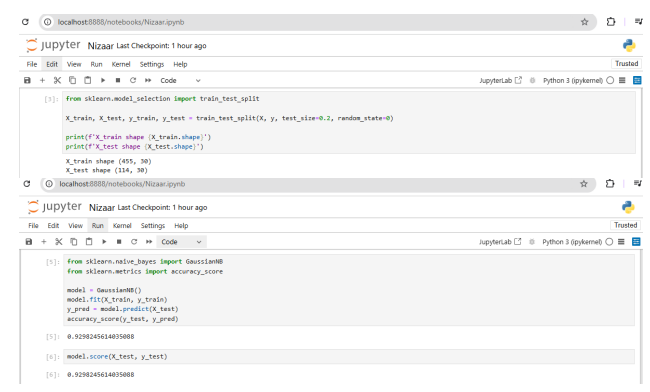 localhost:8888/notebooks/Nizaar.ipynb
jupyter Nizaar Last Checkpoint: 1 hour ago
File Edit View Run Kernel Settings Help Trusted
Code JupyterLab Python 3 (ipykernel)
[3]: from sklearn.model_selection import train_test_split
X_train, X_test, y_train, y_test = train_test_split(X, y, test_size=0.2, random_state=0)
print(f'X_train shape {X_train.shape}')
print(f'X_test shape {X_test.shape}')
X_train shape (455, 30)
X_test shape (114, 30)
localhost:8888/notebooks/Nizaar.ipynb
jupyter Nizaar Last Checkpoint: 1 hour ago
File Edit View Run Kernel Settings Help Trusted
Code JupyterLab Python 3 (ipykernel)
[5]: from sklearn.naive_bayes import GaussianNB
from sklearn.metrics import accuracy_score
model = GaussianNB()
model.fit(X_train, y_train)
y_pred = model.predict(X_test)
accuracy_score(y_test, y_pred)
[5]: 0.9298245614035088
[6]: model.score(X_test, y_test)
[6]: 0.9298245614035088